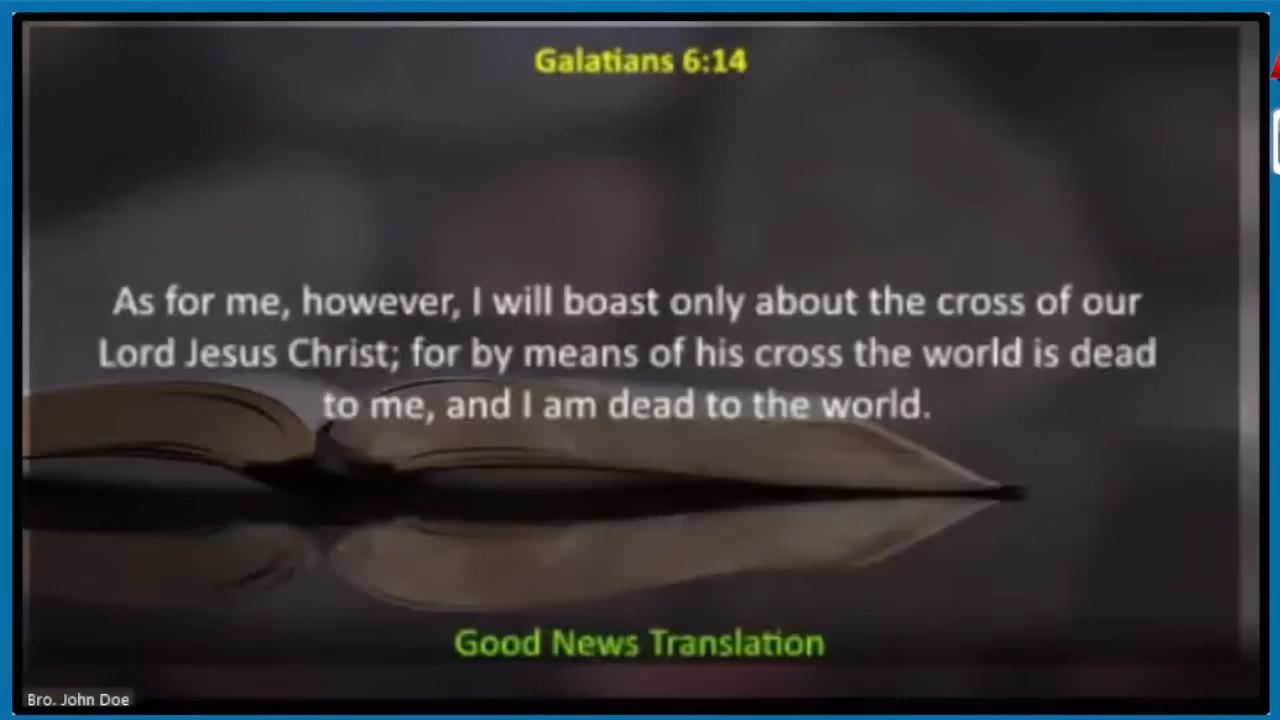 Galatians 6:14
As for me, however, I will boast only about the cross of our
Lord Jesus Christ; for by means of his cross the world is dead
to me, and I am dead to the world.
Good News Translation
Bro. John Doe